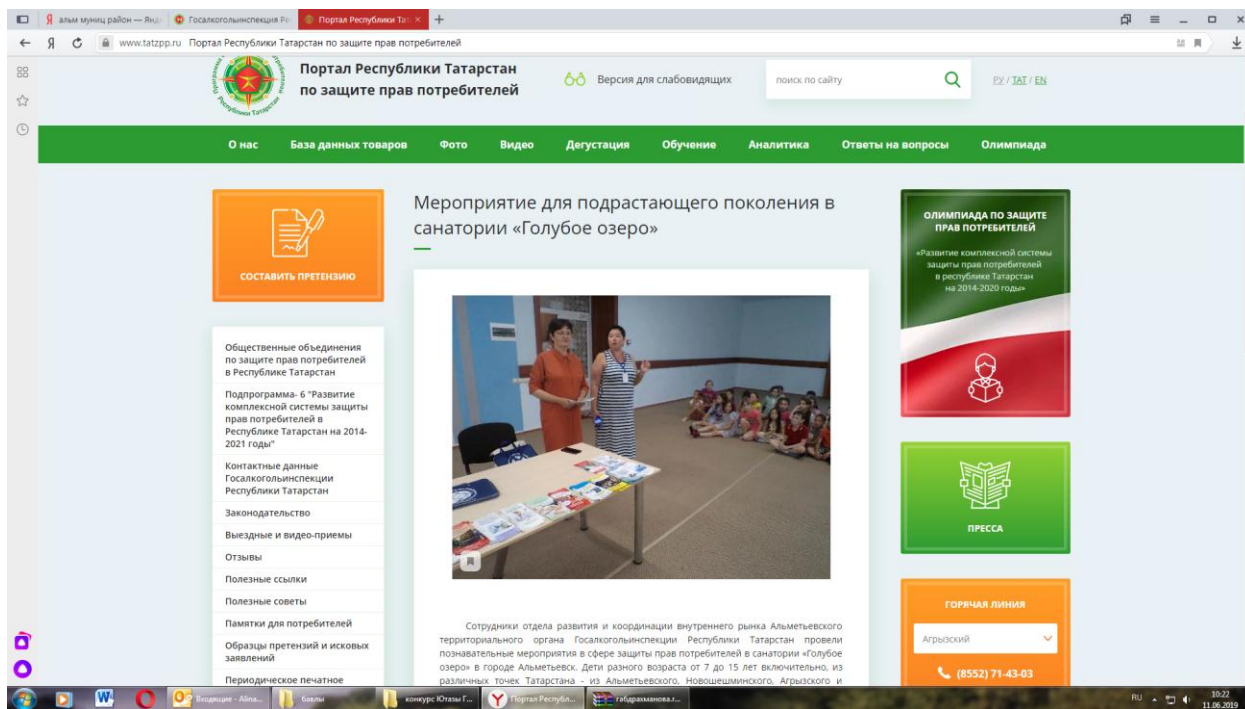 альм муниц район — Янд
Госалкогольинспекция Ре
Портал Республики Тат
www.tatzpp.ru Портал Республики Татарстан по защите прав потребителей
Портал Республики Татарстан
по защите прав потребителей
Версия для слабовидящих
поиск по сайту
РУ / TAT / EN
О нас База данных товаров Фото Видео Дегустация Обучение Аналитика Ответы на вопросы Олимпиада
СОСТАВИТЬ ПРЕТЕНЗИЮ
Общественные объединения
по защите прав потребителей
в Республике Татарстан
Подпрограмма- 6 "Развитие
комплексной системы защиты
прав потребителей в
Республике Татарстан на 2014-
2021 годы"
Контактные данные
Госалкогольинспекции
Республики Татарстан
Законодательство
Выездные и видео-приемы
Отзывы
Полезные ссылки
Полезные советы
Памятки для потребителей
Образцы претензий и исковых
заявлений
Периодическое печатное
Мероприятие для подрастающего поколения в
санатории «Голубое озеро»
Сотрудники отдела развития и координации внутреннего рынка Альметьевского
территориального органа Госалкогольинспекции Республики Татарстан провели
познавательные мероприятия в сфере защиты прав потребителей в санатории «Голубое
озеро» в городе Альметьевск. Дети разного возраста от 7 до 15 лет включительно, из
различных точек Татарстана - из Альметьевского, Новошешминского, Агрызского и
ОЛИМПИАДА ПО ЗАЩИТЕ
ПРАВ ПОТРЕБИТЕЛЕЙ
«Развитие комплексной системы
защиты прав потребителей
в республике Татарстан
на 2014-2020 годы»
ПРЕССА
ГОРЯЧАЯ ЛИНИЯ
Агрызский
(8552) 71-43-03
Входящие - Alina...
бавлы
конкурс Ютазы Г...
Портал Республ...
габдрахманова.r...
RU
10:22
11.06.2019